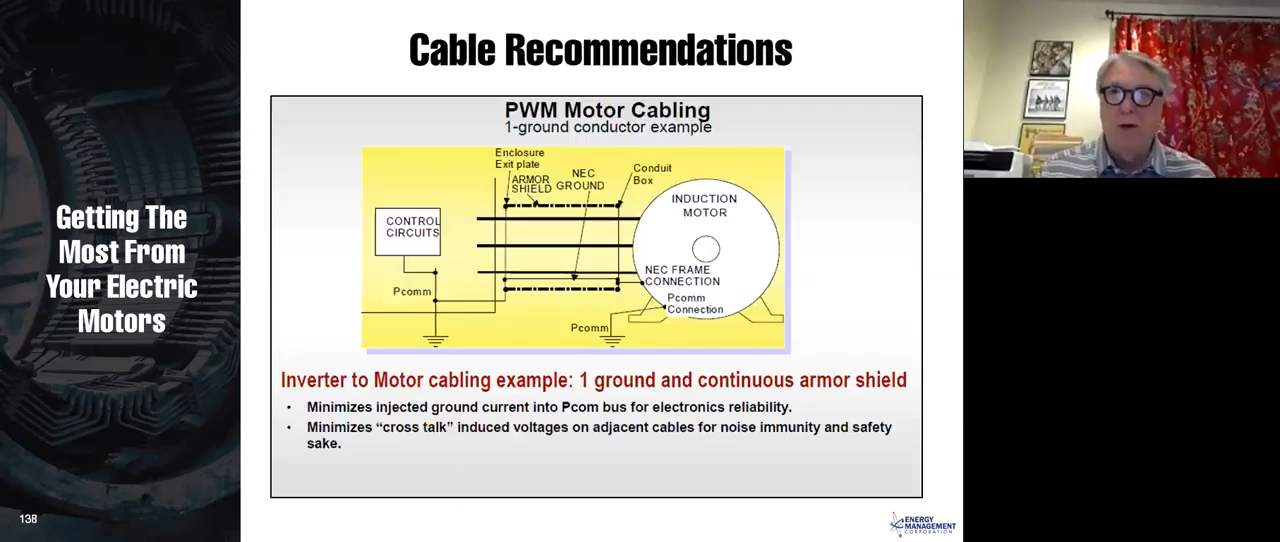 Cable Recommendations
Getting The
Most From
Your Electric
Motors
PWM Motor Cabling
1-ground conductor example
Enclosure
Exit plate
ARMOR
SHIELD
NEC
GROUND
Conduit
Box
CONTROL
CIRCUITS
INDUCTION
MOTOR
NEC FRAME
CONNECTION
Pcomm
Connection
Pcomm
Pcomm
Inverter to Motor cabling example: 1 ground and continuous armor shield
• Minimizes injected ground current into Pcom bus for electronics reliability.
• Minimizes “cross talk” induced voltages on adjacent cables for noise immunity and safety
sake.
138
ENERGY
MANAGEMENT
CORPORATION